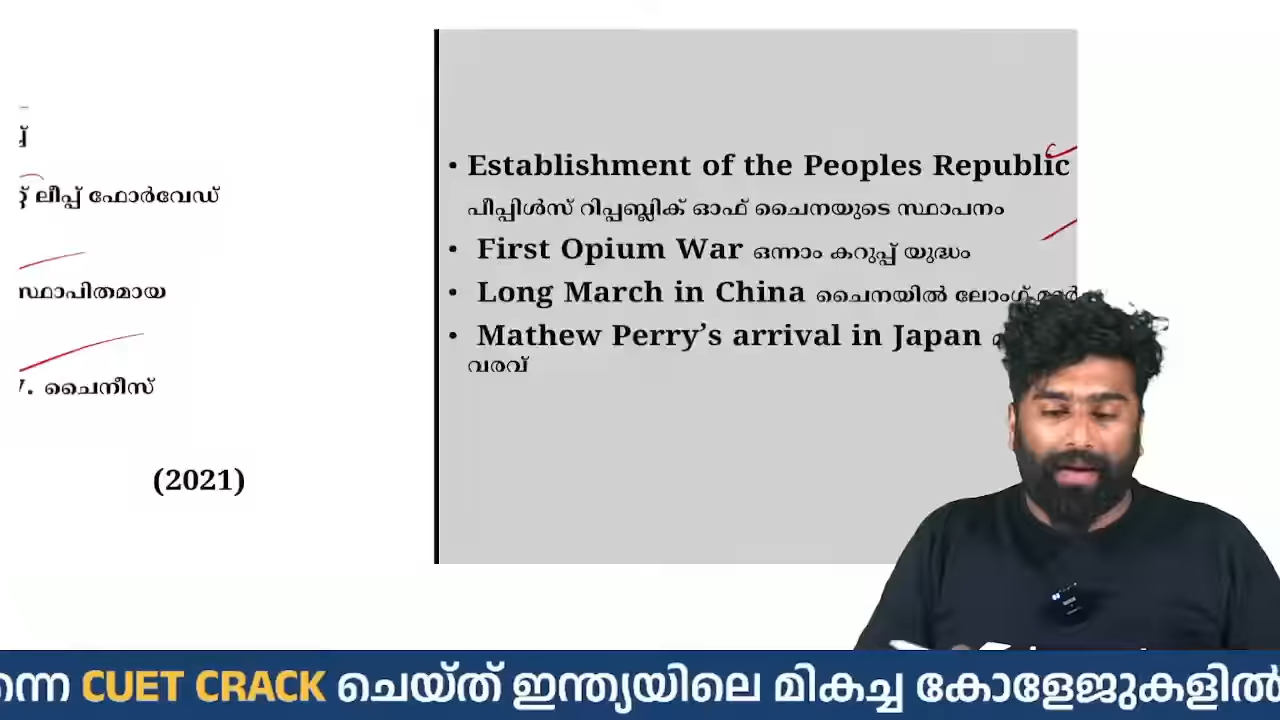 റ്റ് ലീപ്പ് ഫോർവേഡ്
സ്ഥാപിതമായ
. ചൈനീസ്
(2021)
• Establishment of the Peoples Republic
പീപ്പിൾസ് റിപ്പബ്ലിക് ഓഫ് ചൈനയുടെ സ്ഥാപനം
• First Opium War ഒന്നാം കറുപ്പ് യുദ്ധം
• Long March in China ചൈനയിൽ ലോംഗ് മാർ
• Mathew Perry’s arrival in Japan
വരവ്
ന്നെ CUET CRACK ചെയ്ത് ഇന്ത്യയിലെ മികച്ച കോളേജുകളിൽ